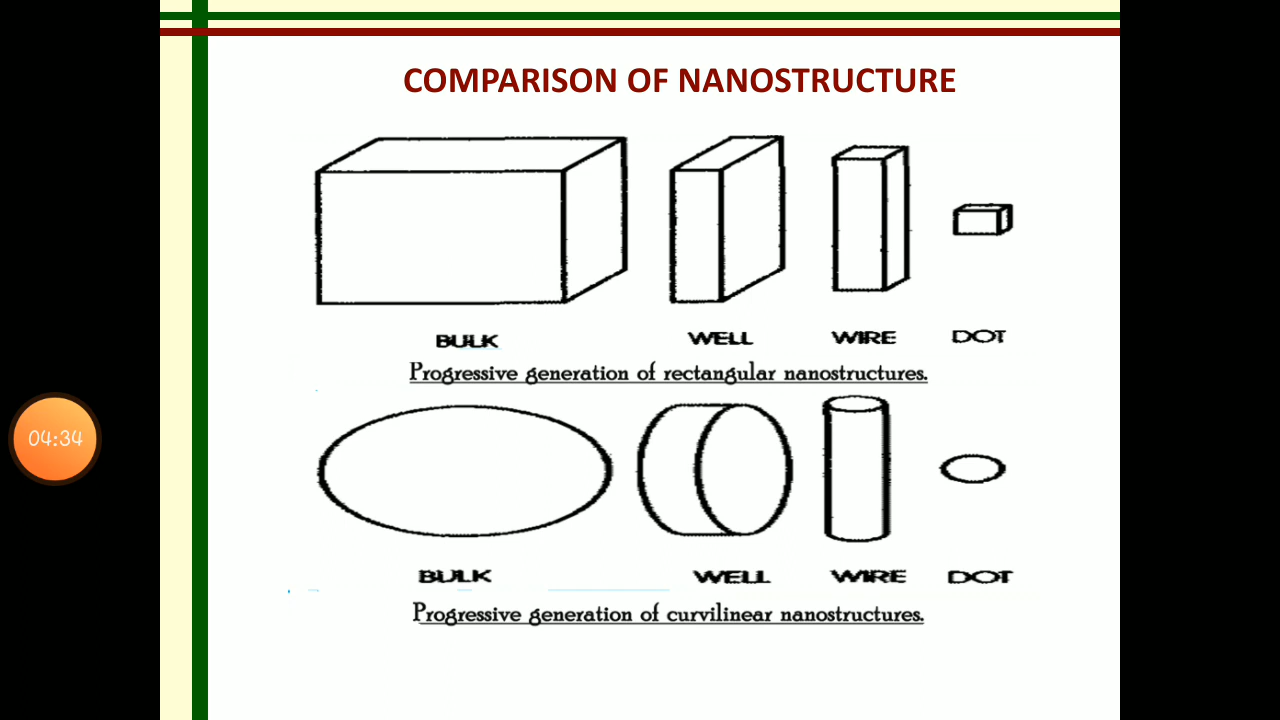 COMPARISON OF NANOSTRUCTURE
BULK WELL WIRE DOT
Progressive generation of rectangular nanostructures.
04:34
BULK WELL WIRE DOT
Progressive generation of curvilinear nanostructures.